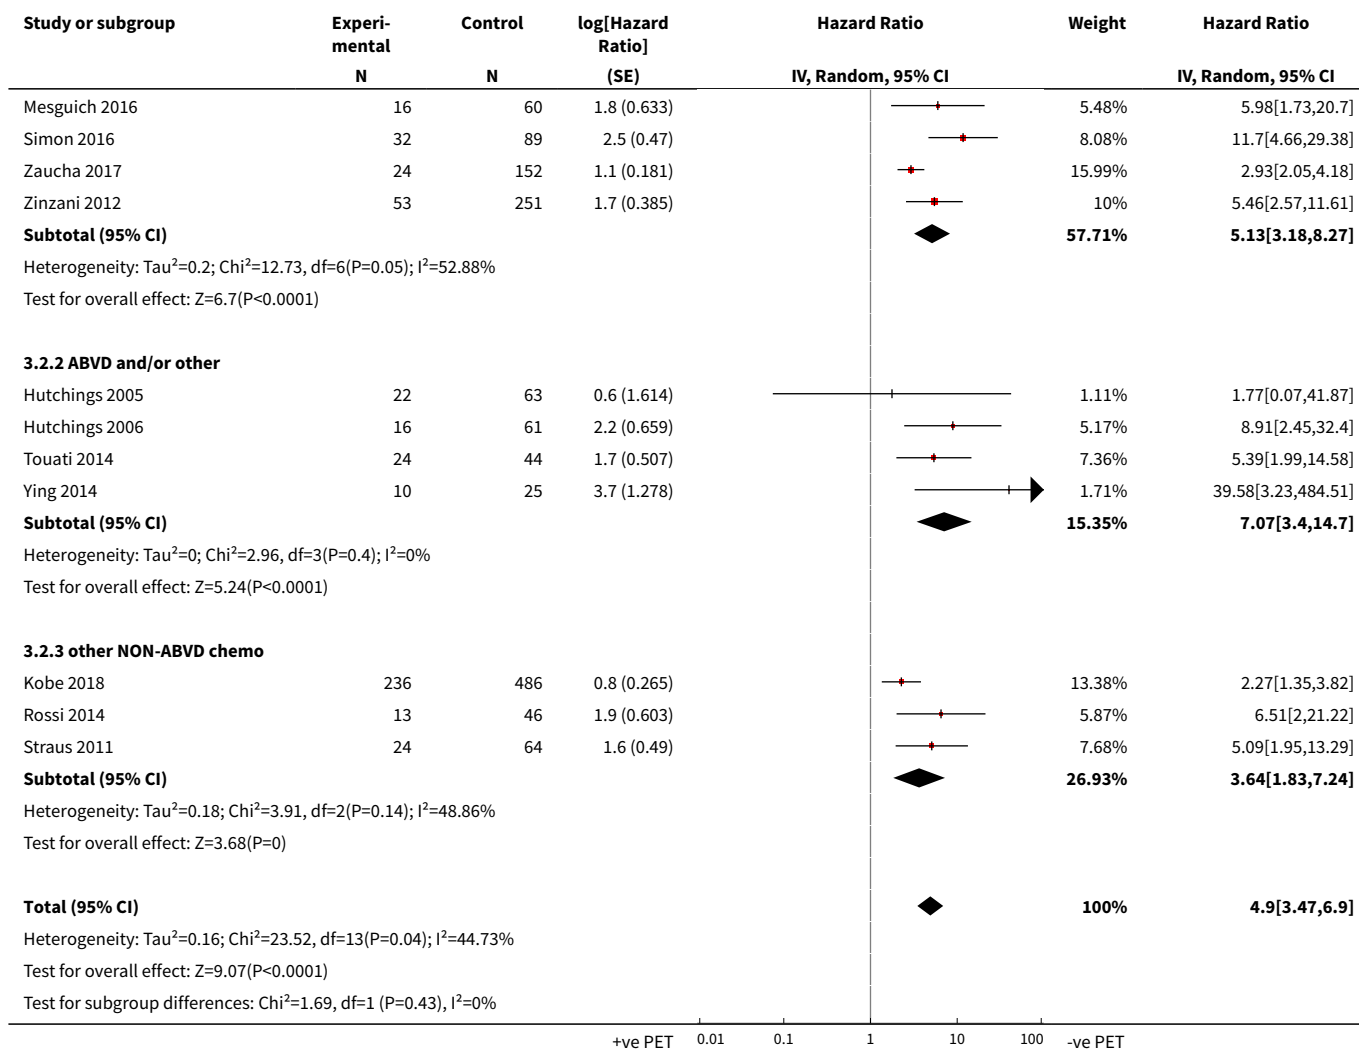 Study or subgroup Experi-mental Control log[Hazard Ratio] Hazard Ratio Weight Hazard Ratio
N N (SE) IV, Random, 95% CI IV, Random, 95% CI
Mesguich 2016 16 60 1.8 (0.633) 5.48% 5.98[1.73,20.7]
Simon 2016 32 89 2.5 (0.47) 8.08% 11.7[4.66,29.38]
Zaucha 2017 24 152 1.1 (0.181) 15.99% 2.93[2.05,4.18]
Zinzani 2012 53 251 1.7 (0.385) 10% 5.46[2.57,11.61]
Subtotal (95% CI) 57.71% 5.13[3.18,8.27]
Heterogeneity: Tau²=0.2; Chi²=12.73, df=6(P=0.05); I²=52.88%
Test for overall effect: Z=6.7(P<0.0001)
3.2.2 ABVD and/or other
Hutchings 2005 22 63 0.6 (1.614) 1.11% 1.77[0.07,41.87]
Hutchings 2006 16 61 2.2 (0.659) 5.17% 8.91[2.45,32.4]
Touati 2014 24 44 1.7 (0.507) 7.36% 5.39[1.99,14.58]
Ying 2014 10 25 3.7 (1.278) 1.71% 39.58[3.23,484.51]
Subtotal (95% CI) 15.35% 7.07[3.4,14.7]
Heterogeneity: Tau²=0; Chi²=2.96, df=3(P=0.4); I²=0%
Test for overall effect: Z=5.24(P<0.0001)
3.2.3 other NON-ABVD chemo
Kobe 2018 236 486 0.8 (0.265) 13.38% 2.27[1.35,3.82]
Rossi 2014 13 46 1.9 (0.603) 5.87% 6.51[2,21.22]
Straus 2011 24 64 1.6 (0.49) 7.68% 5.09[1.95,13.29]
Subtotal (95% CI) 26.93% 3.64[1.83,7.24]
Heterogeneity: Tau²=0.18; Chi²=3.91, df=2(P=0.14); I²=48.86%
Test for overall effect: Z=3.68(P=0)
Total (95% CI) 100% 4.9[3.47,6.9]
Heterogeneity: Tau²=0.16; Chi²=23.52, df=13(P=0.04); I²=44.73%
Test for overall effect: Z=9.07(P<0.0001)
Test for subgroup differences: Chi²=1.69, df=1 (P=0.43), I²=0%
+ve PET 0.01 0.1 1 10 100 -ve PET